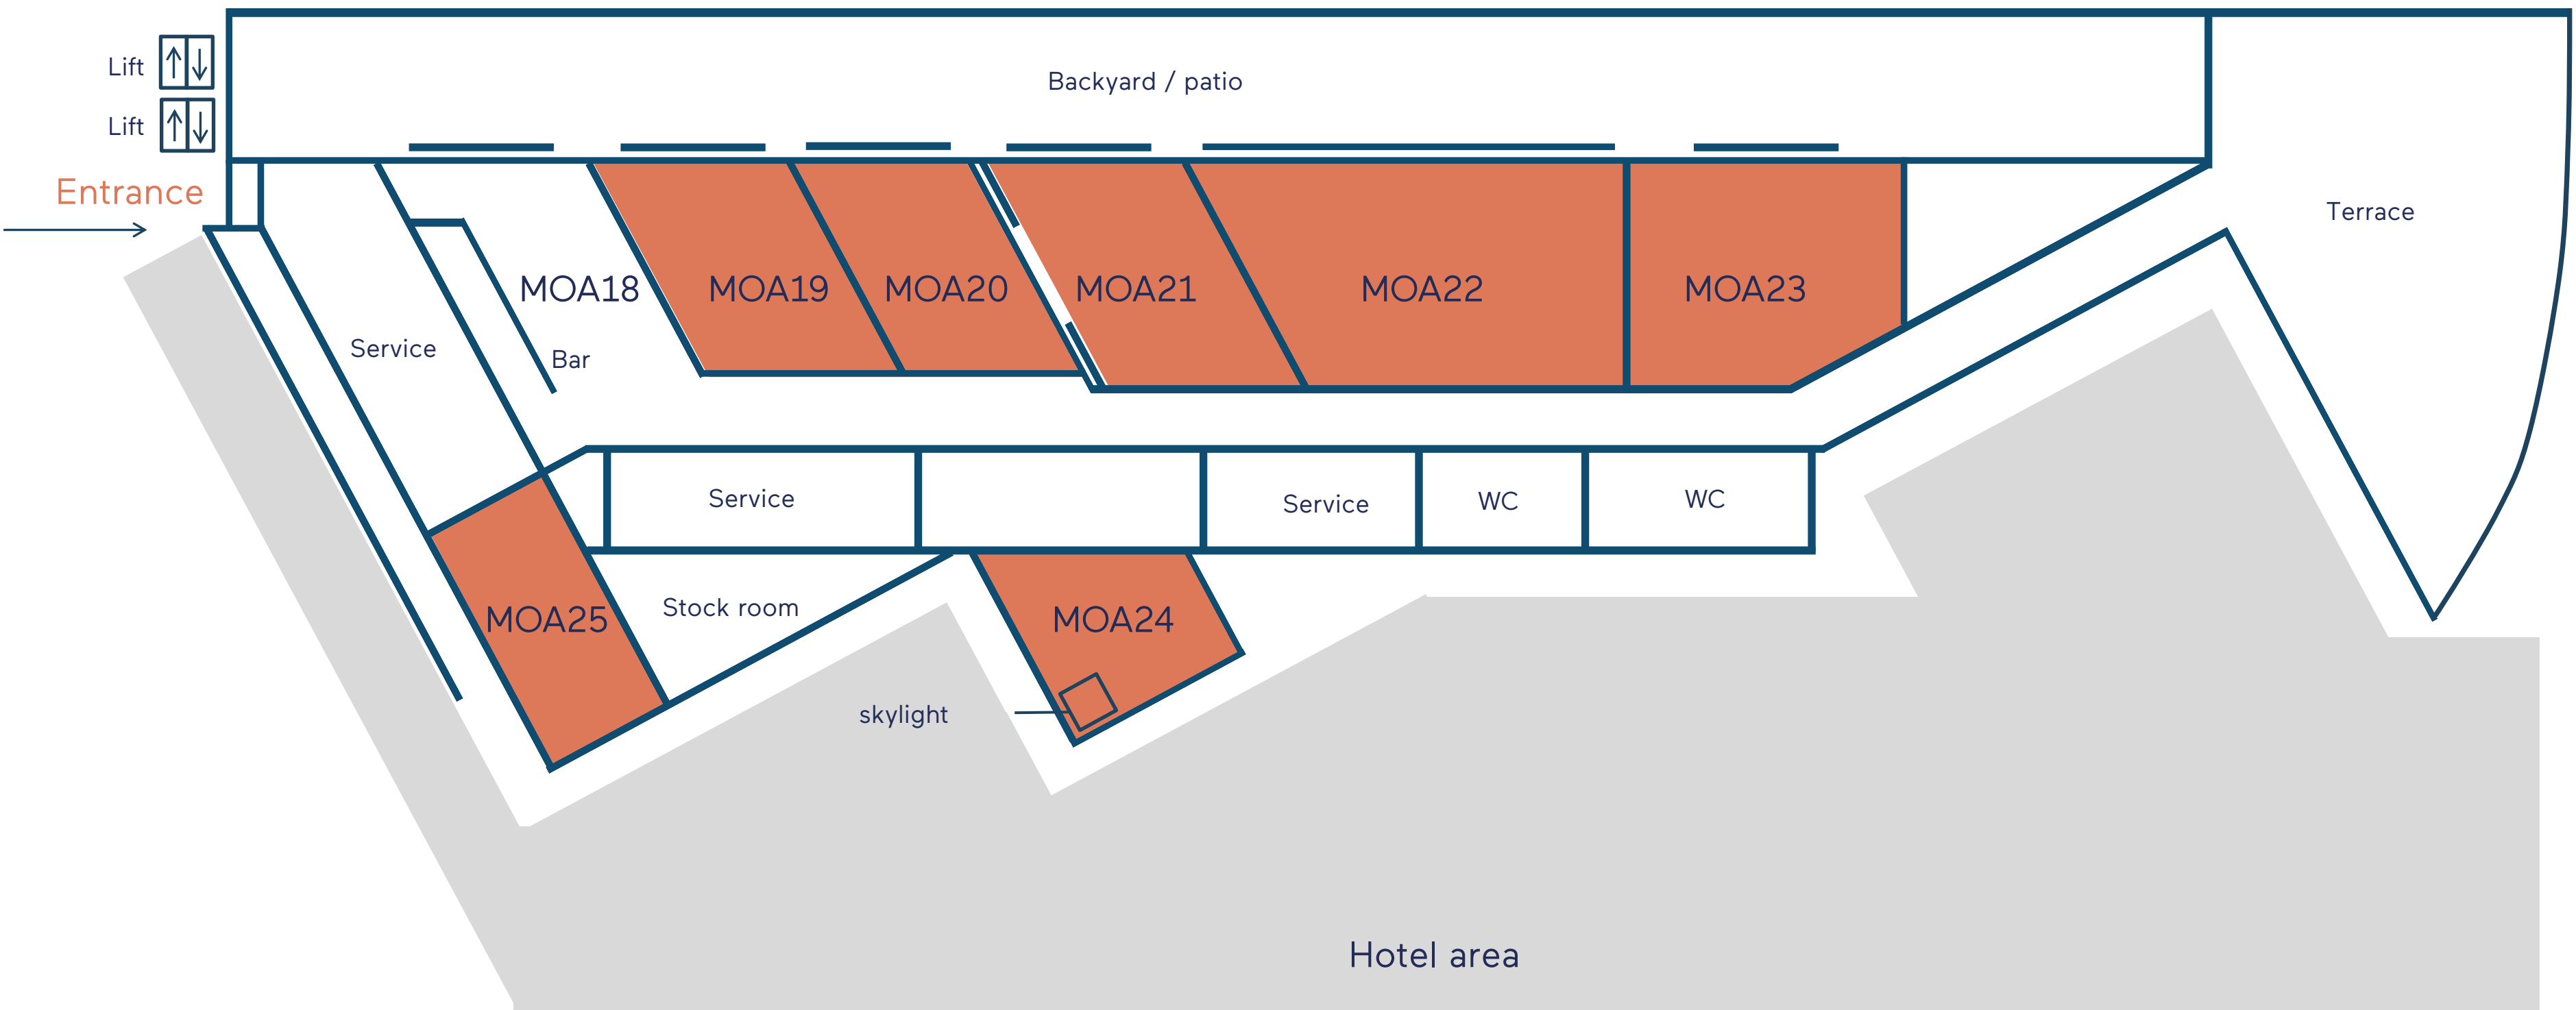 Lift
Backyard / patio
Lift
Entrance
Terrace
MOA18
MOA19
MOA20
MOA21
MOA22
MOA23
Service
Bar
Service
Service
WC
WC
MOA25
Stock room
MOA24
skylight
Hotel area